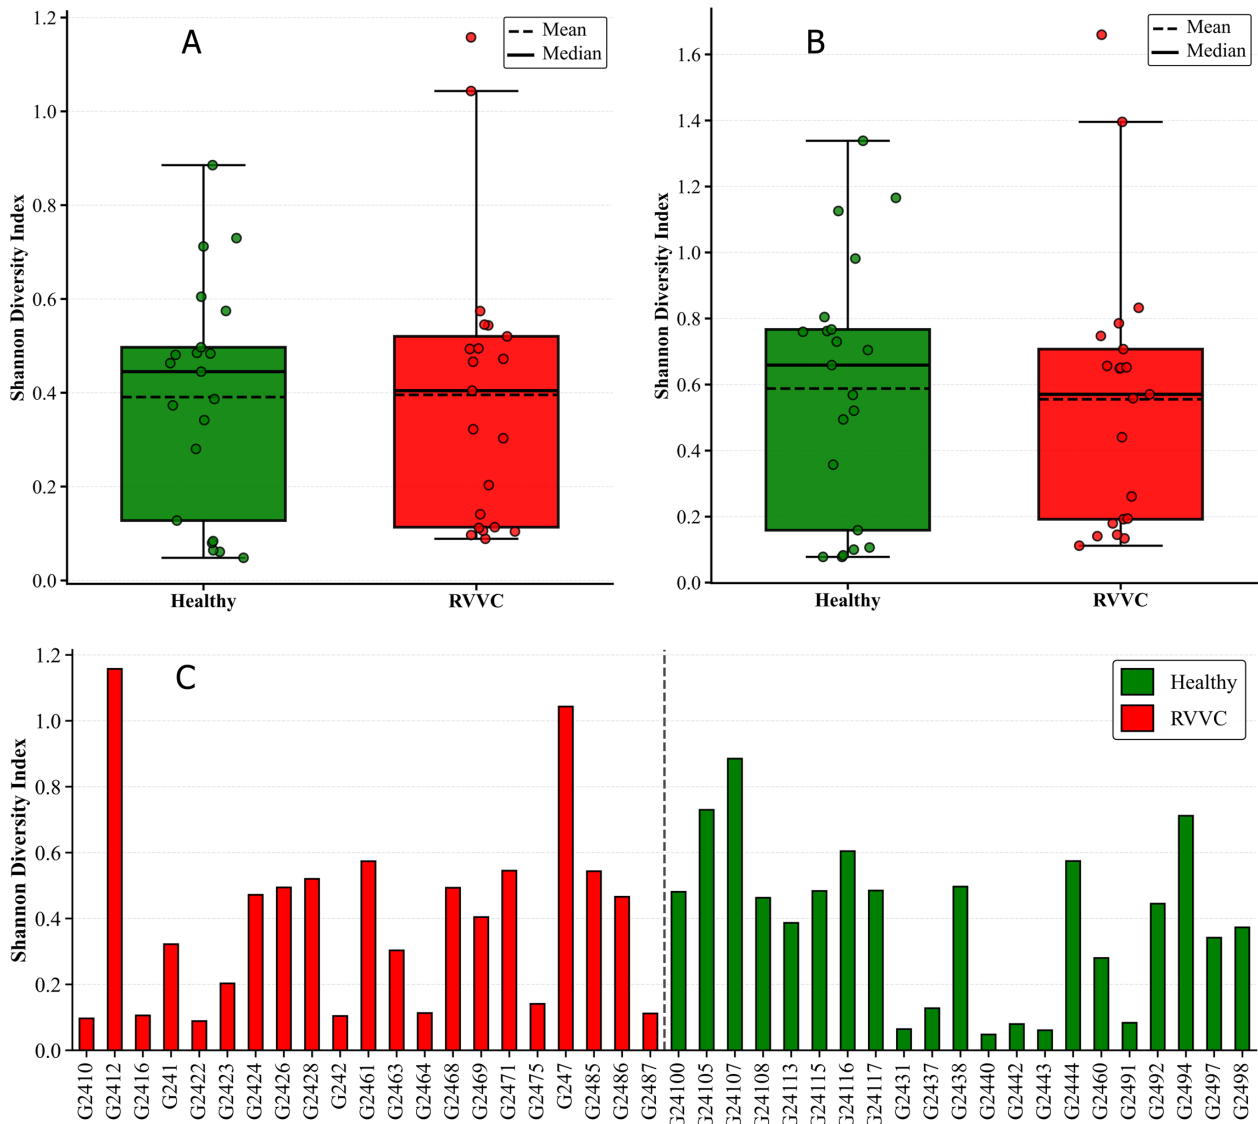 A
Mean
Median
Shannon Diversity Index
1.2
1.0
0.8
0.6
0.4
0.2
0.0
Healthy
RVVC
B
Mean
Median
Shannon Diversity Index
1.6
1.4
1.2
1.0
0.8
0.6
0.4
0.2
0.0
Healthy
RVVC
C
Healthy
RVVC
Shannon Diversity Index
1.2
1.0
0.8
0.6
0.4
0.2
0.0
G2410
G2412
G2416
G241
G2422
G2423
G2424
G2426
G2428
G242
G2461
G2463
G2464
G2468
G2469
G2471
G2475
G247
G2485
G2486
G2487
G24100
G24105
G24107
G24108
G24113
G24115
G24116
G24117
G2431
G2437
G2438
G2440
G2442
G2443
G2444
G2460
G2491
G2492
G2494
G2497
G2498